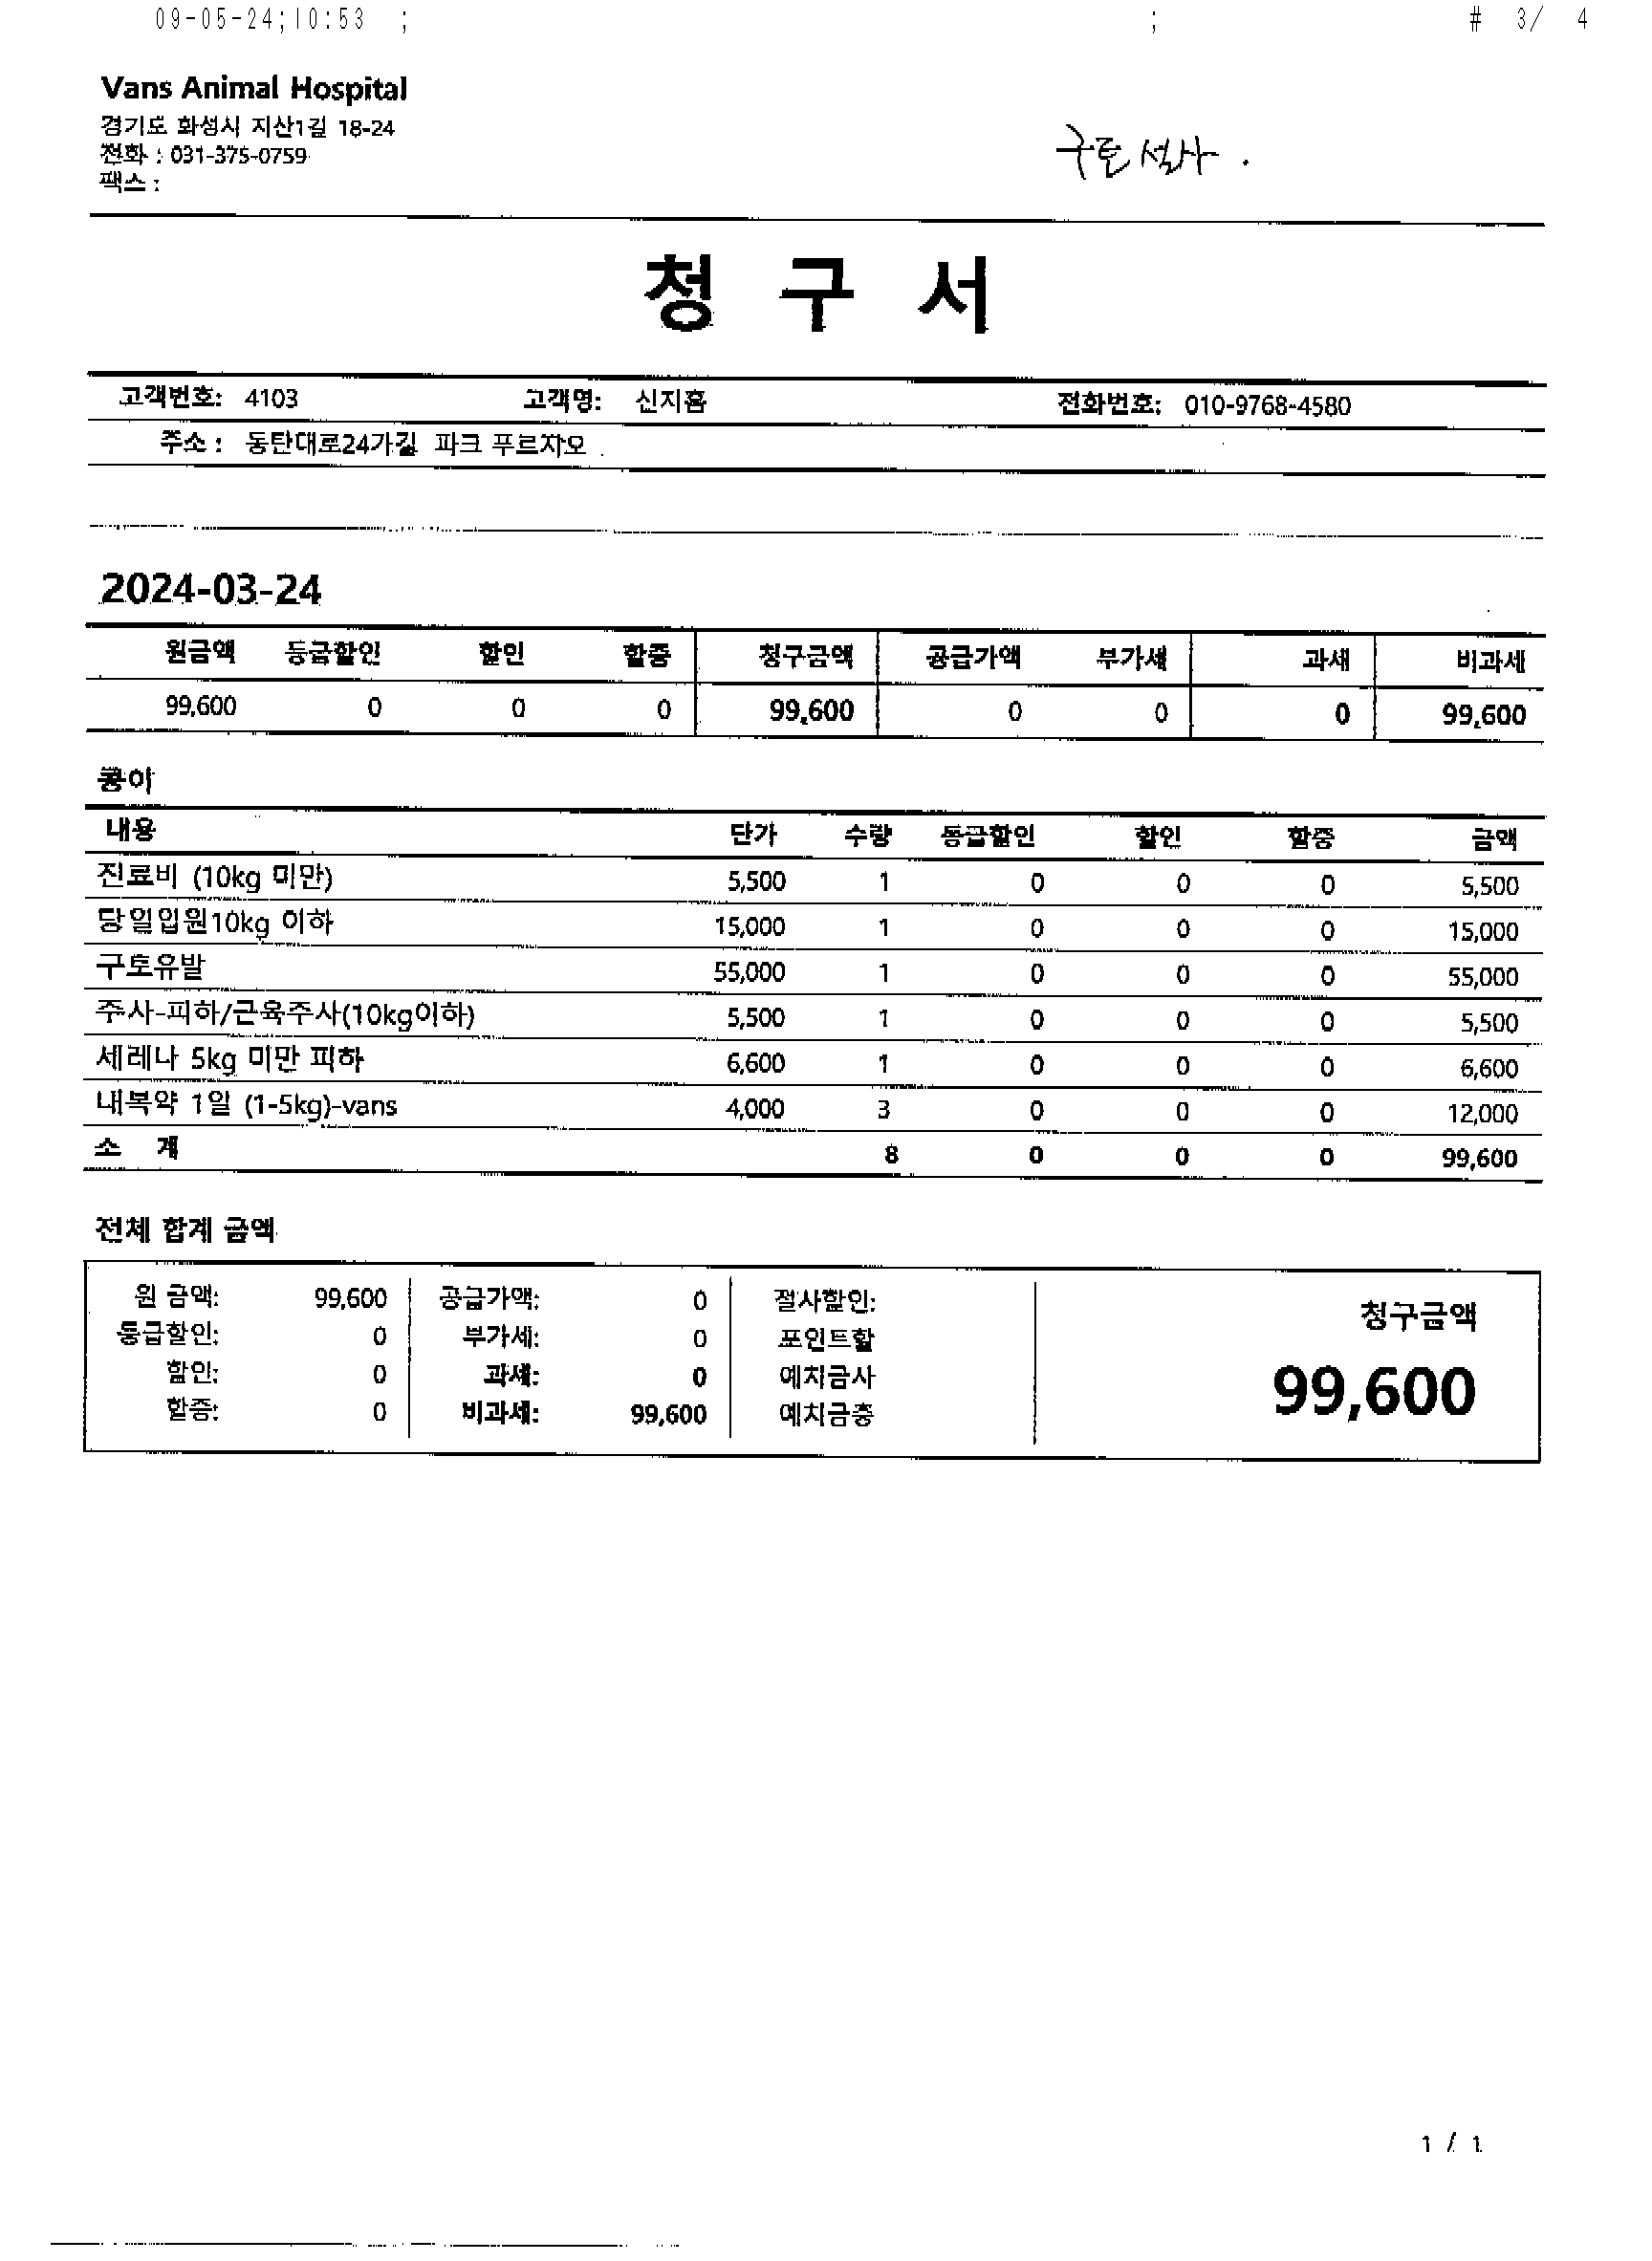 09-05-24;10:53 ; ; # 3/ 4
Vans Animal Hospital
경기도 화성시 지산1길 18-24
전화 : 031-375-0759
팩스 :
구토 설사 .
청 구 서
고객번호: 4103 고객명: 신지흠 전화번호: 010-9768-4580
주소 : 동탄대로24가길 파크 푸르지오
2024-03-24
원금액 등급할인 할인 할증 청구금액 공급가액 부가세 과세 비과세
99,600 0 0 0 99,600 0 0 0 99,600
콩이
내용 단가 수량 등급할인 할인 할증 금액
진료비 (10kg 미만) 5,500 1 0 0 0 5,500
당일입원10kg 이하 15,000 1 0 0 0 15,000
구토유발 55,000 1 0 0 0 55,000
주사-피하/근육주사(10kg이하) 5,500 1 0 0 0 5,500
세레나 5kg 미만 피하 6,600 1 0 0 0 6,600
내복약 1일 (1-5kg)-vans 4,000 3 0 0 0 12,000
소 계 8 0 0 0 99,600
전체 합계 금액
원 금액: 99,600 공급가액: 0 절사할인: 청구금액
등급할인: 0 부가세: 0 포인트할
할인: 0 과세: 0 예치금사 99,600
할증: 0 비과세: 99,600 예치금충
1 / 1